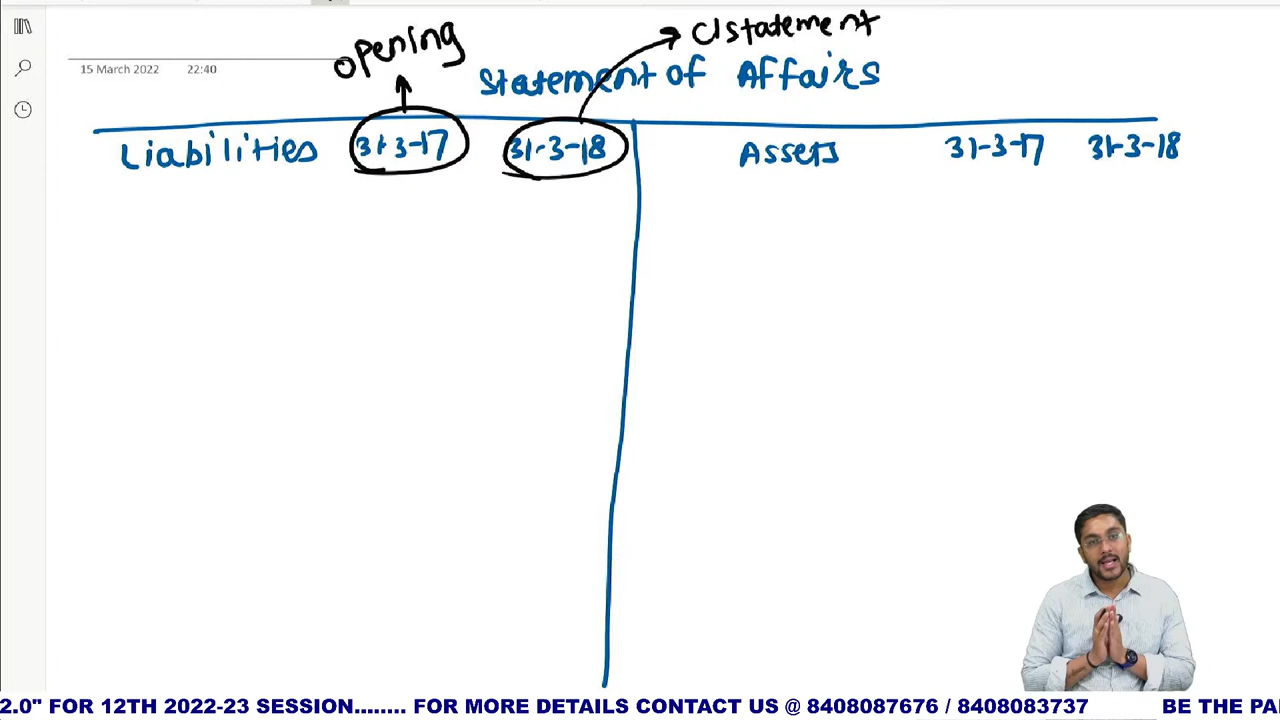 opening
clstatement
15 March 2022 22:40
Statement of Affairs
Liabilities 31-3-17 31-3-18 Assets 31-3-17 31-3-18
2.0" FOR 12TH 2022-23 SESSION........ FOR MORE DETAILS CONTACT US @ 8408087676 / 8408083737 BE THE PA